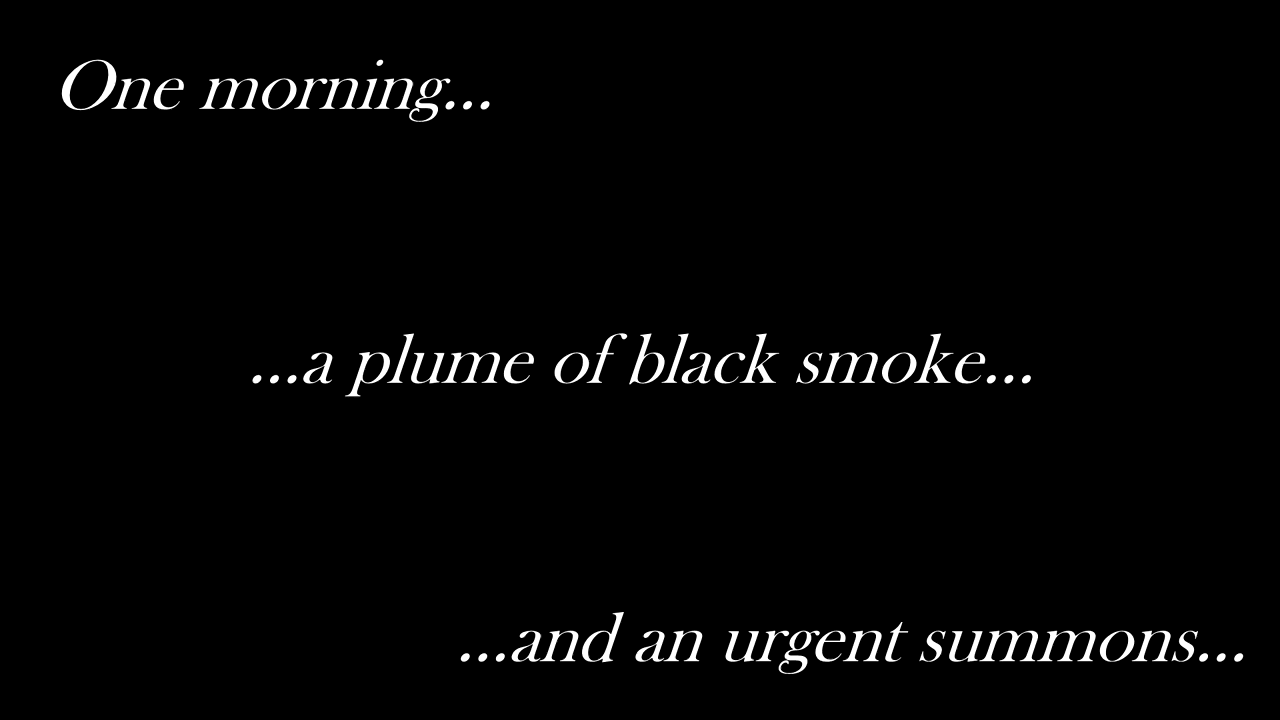 One morning...
...a plume of black smoke...
...and an urgent summons...